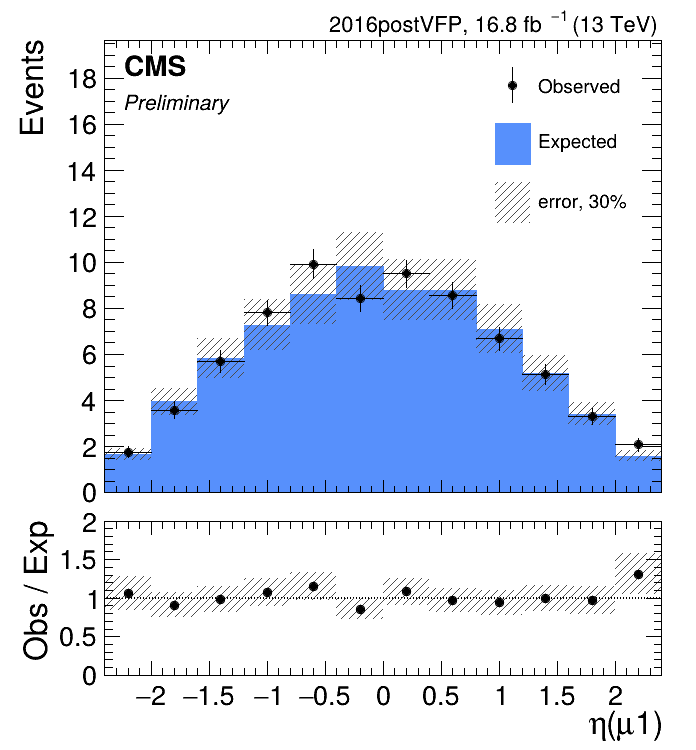 2016postVFP, 16.8 fb⁻¹ (13 TeV)
CMS
Preliminary
Observed
Expected
error, 30%
Events
18
16
14
12
10
8
6
4
2
0
Obs / Exp
2
1.5
1
0.5
0
−2 −1.5 −1 −0.5 0 0.5 1 1.5 2
η(μ1)